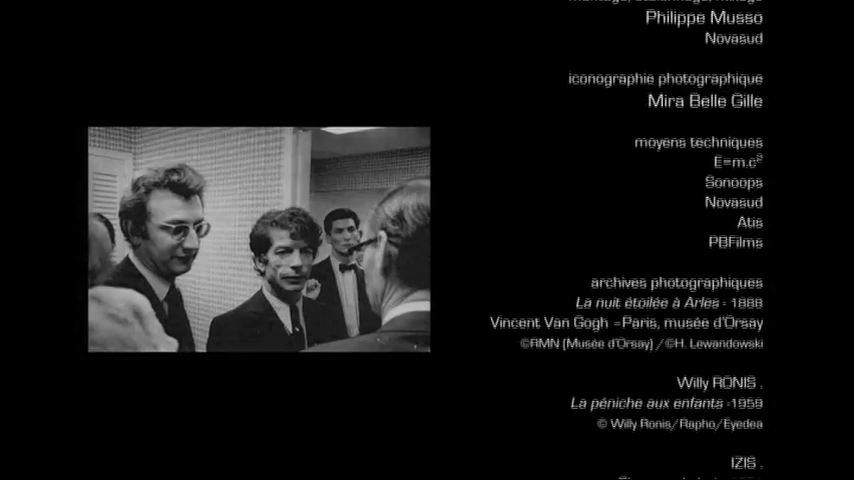 Philippe Musso
Novasud
iconographie photographique
Mira Belle Gille
moyens techniques
E=m.c²
Sonoops
Novasud
Atis
PBFilms
archives photographiques
La nuit étoilée à Arles - 1888
Vincent Van Gogh -Paris, musée d'Orsay
©RMN (Musée d'Orsay) / ©H. Lewandowski
Willy RONIS .
La péniche aux enfants -1959
© Willy Ronis/Rapho/Eyedea
IZIS .